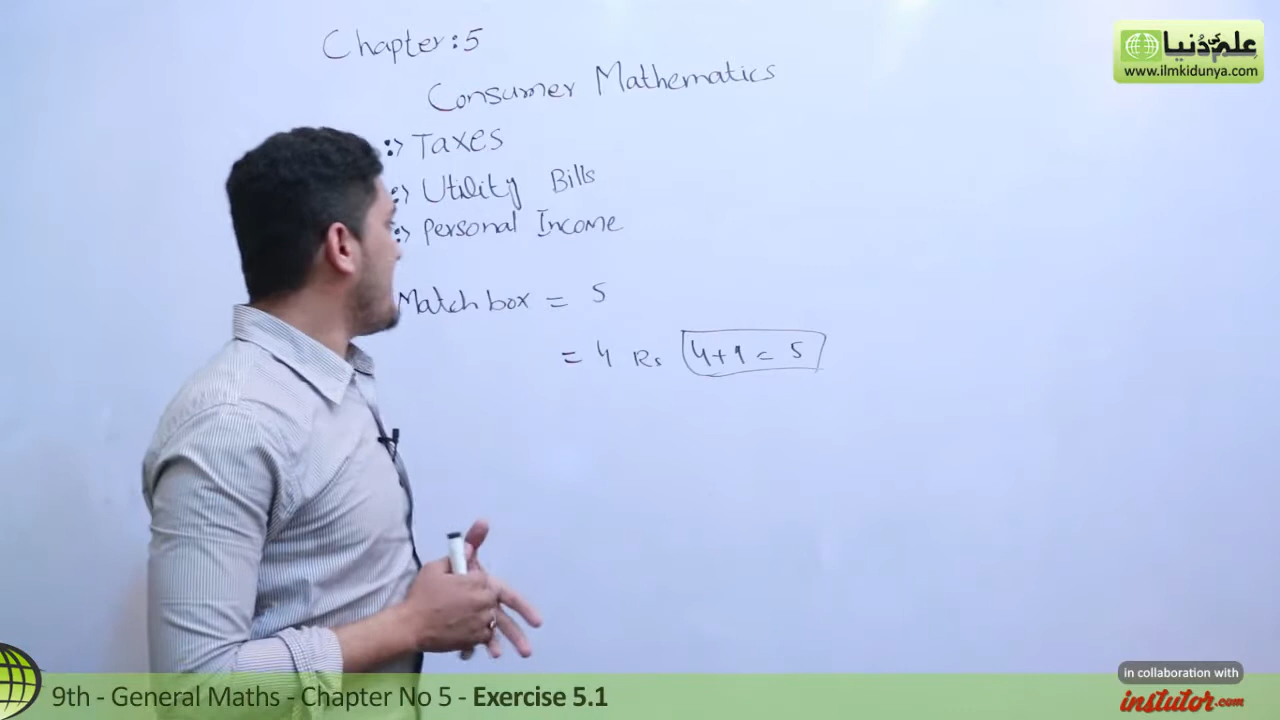 Chapter: 5
Consumer Mathematics
:> Taxes
:> Utility Bills
:> Personal Income
Match box = 5
= 4 Rs 4+1 = 5
علم کی دُنیا
www.ilmkidunya.com
in collaboration with
instutor.com
9th - General Maths - Chapter No 5 - Exercise 5.1